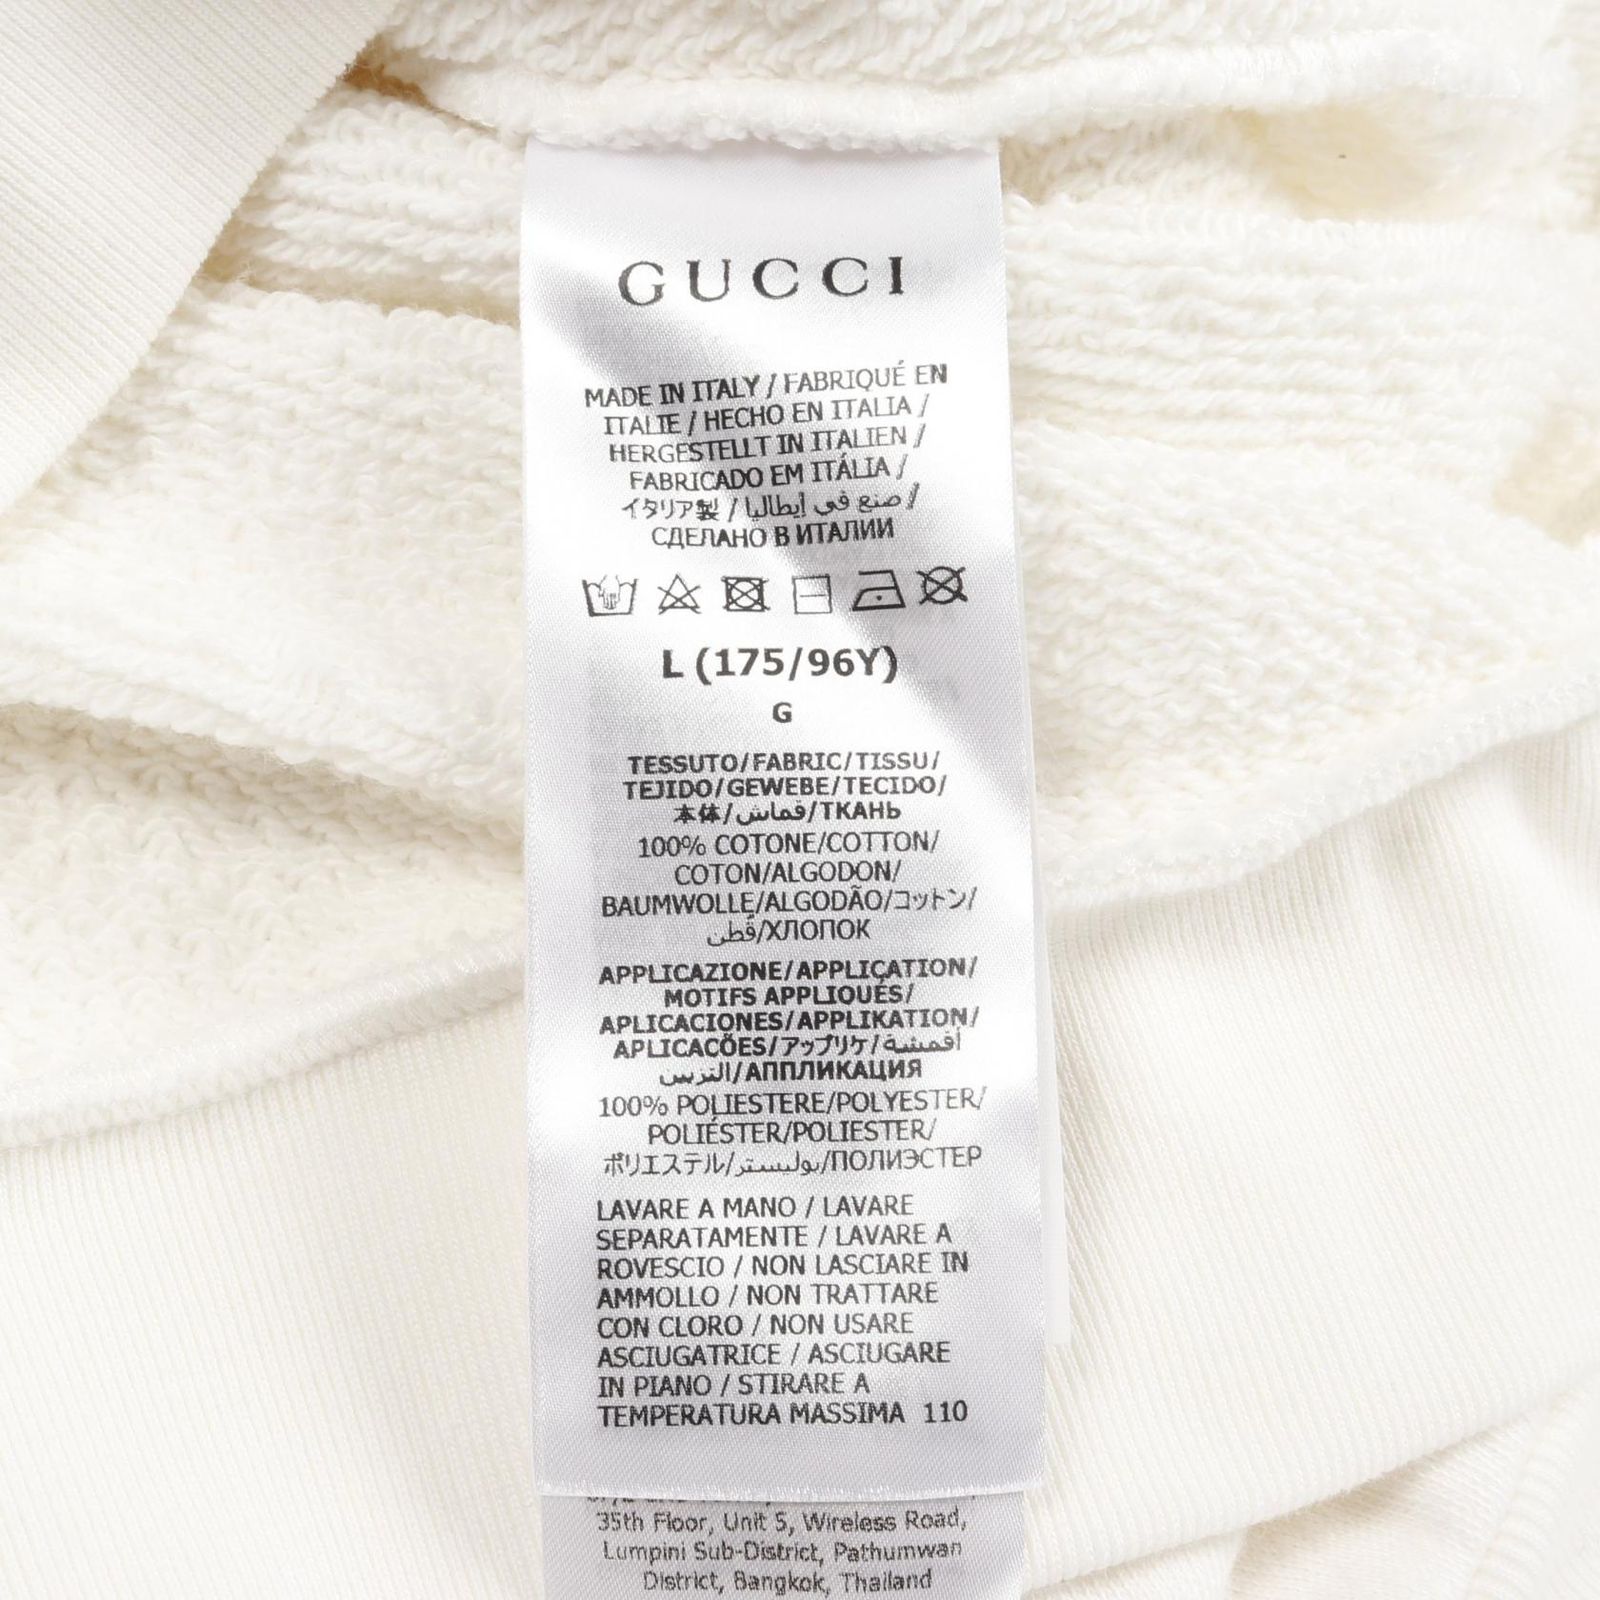 GUCCI
MADE IN ITALY / FABRIQUÉ EN
ITALIE / HECHO EN ITALIA /
HERGESTELLT IN ITALIEN /
FABRICADO EM ITÁLIA /
イタリア製 / صنع في إيطاليا /
СДЕЛАНО В ИТАЛИИ
L (175/96Y)
G
TESSUTO/FABRIC/TISSU/
TEJIDO/GEWEBE/TECIDO/
本体/قماش/ТКАНЬ
100% COTONE/COTTON/
COTON/ALGODON/
BAUMWOLLE/ALGODÃO/コットン/
قطن/ХЛОПОК
APPLICAZIONE/APPLICATION/
MOTIFS APPLIQUÉS/
APLICACIONES/APPLIKATION/
APLICAÇÕES/アップリケ/أقمشة
التزيين/АППЛИКАЦИЯ
100% POLIESTERE/POLYESTER/
POLIÉSTER/POLIESTER/
ポリエステル/بوليستر/ПОЛИЭСТЕР
LAVARE A MANO / LAVARE
SEPARATAMENTE / LAVARE A
ROVESCIO / NON LASCIARE IN
AMMOLLO / NON TRATTARE
CON CLORO / NON USARE
ASCIUGATRICE / ASCIUGARE
IN PIANO / STIRARE A
TEMPERATURA MASSIMA 110
35th Floor, Unit 5, Wireless Road,
Lumpini Sub-District, Pathumwan
District, Bangkok, Thailand